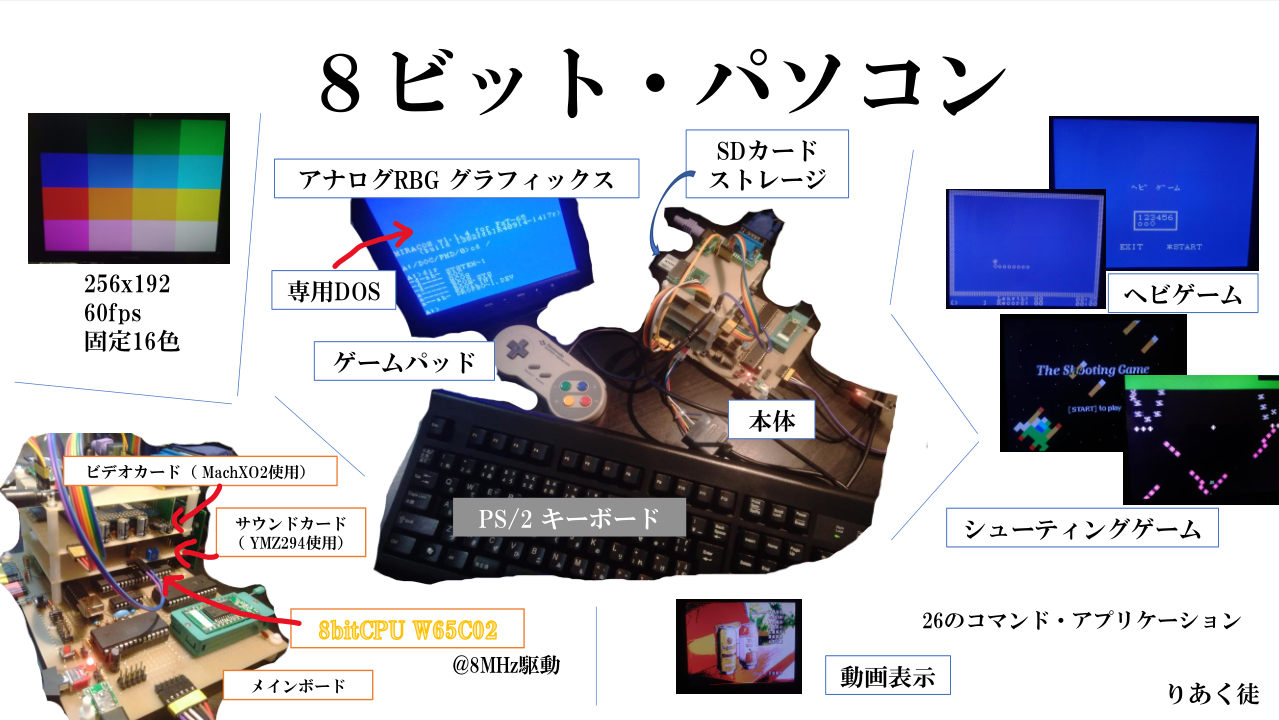 8ビット・パソコン
アナログRBG グラフィックス
SDカード
ストレージ
専用DOS
ゲームパッド
本体
PS/2 キーボード
256x192
60fps
固定16色
ヘビ ゲーム
123456
EXIT *START
ヘビゲーム
The Shooting Game
[START] to play
シューティングゲーム
ビデオカード（ MachXO2使用）
サウンドカード
（ YMZ294使用）
8bitCPU W65C02
@8MHz駆動
メインボード
動画表示
26のコマンド・アプリケーション
りあく徒